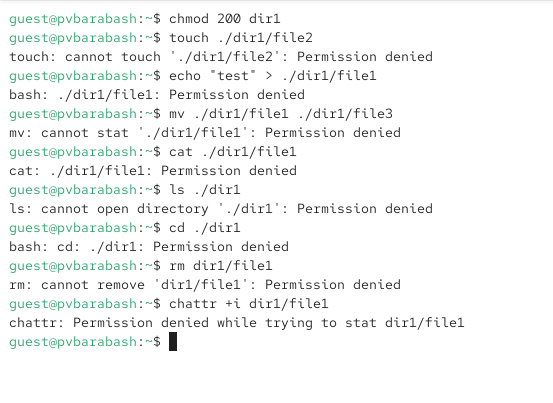 guest@pvbarabash:~$ chmod 200 dir1
guest@pvbarabash:~$ touch ./dir1/file2
touch: cannot touch './dir1/file2': Permission denied
guest@pvbarabash:~$ echo "test" > ./dir1/file1
bash: ./dir1/file1: Permission denied
guest@pvbarabash:~$ mv ./dir1/file1 ./dir1/file3
mv: cannot stat './dir1/file1': Permission denied
guest@pvbarabash:~$ cat ./dir1/file1
cat: ./dir1/file1: Permission denied
guest@pvbarabash:~$ ls ./dir1
ls: cannot open directory './dir1': Permission denied
guest@pvbarabash:~$ cd ./dir1
bash: cd: ./dir1: Permission denied
guest@pvbarabash:~$ rm dir1/file1
rm: cannot remove 'dir1/file1': Permission denied
guest@pvbarabash:~$ chattr +i dir1/file1
chattr: Permission denied while trying to stat dir1/file1
guest@pvbarabash:~$